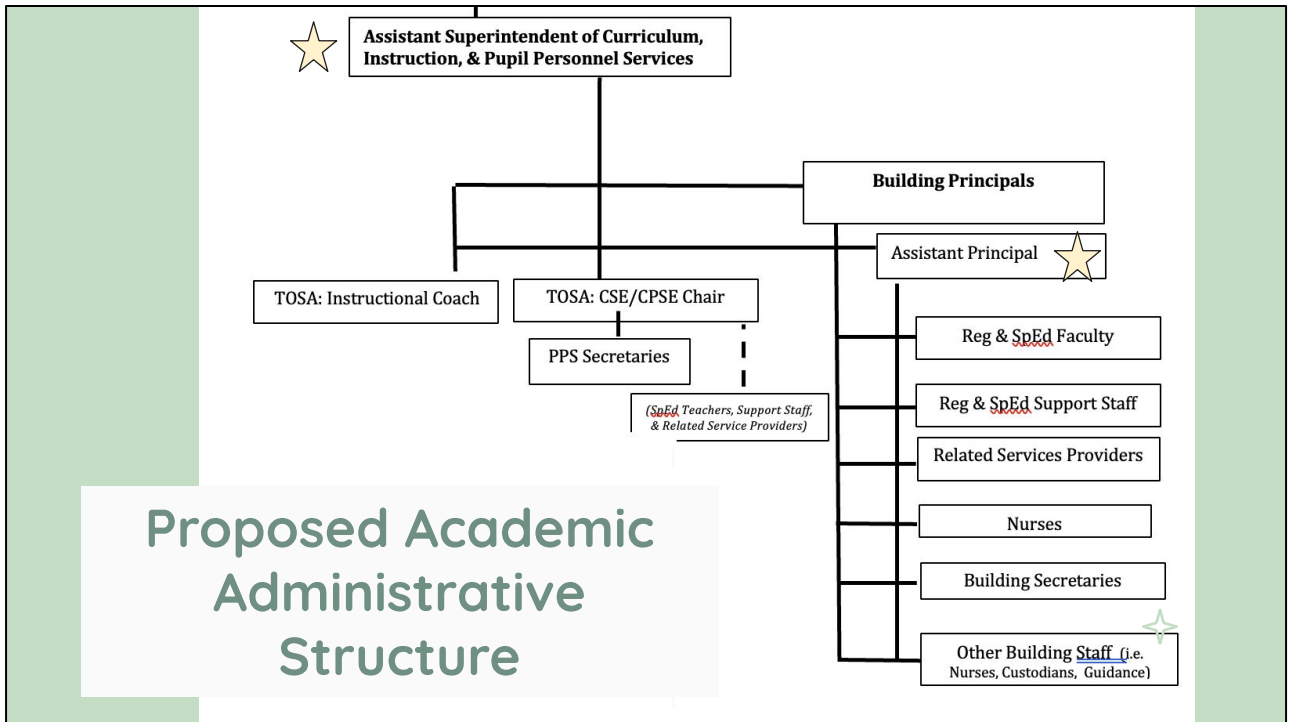 Assistant Superintendent of Curriculum,
Instruction, & Pupil Personnel Services
Building Principals
Assistant Principal
TOSA: Instructional Coach
TOSA: CSE/CPSE Chair
PPS Secretaries
(SpEd Teachers, Support Staff,
& Related Service Providers)
Reg & SpEd Faculty
Reg & SpEd Support Staff
Related Services Providers
Nurses
Building Secretaries
Other Building Staff (i.e.
Nurses, Custodians, Guidance)
Proposed Academic
Administrative
Structure